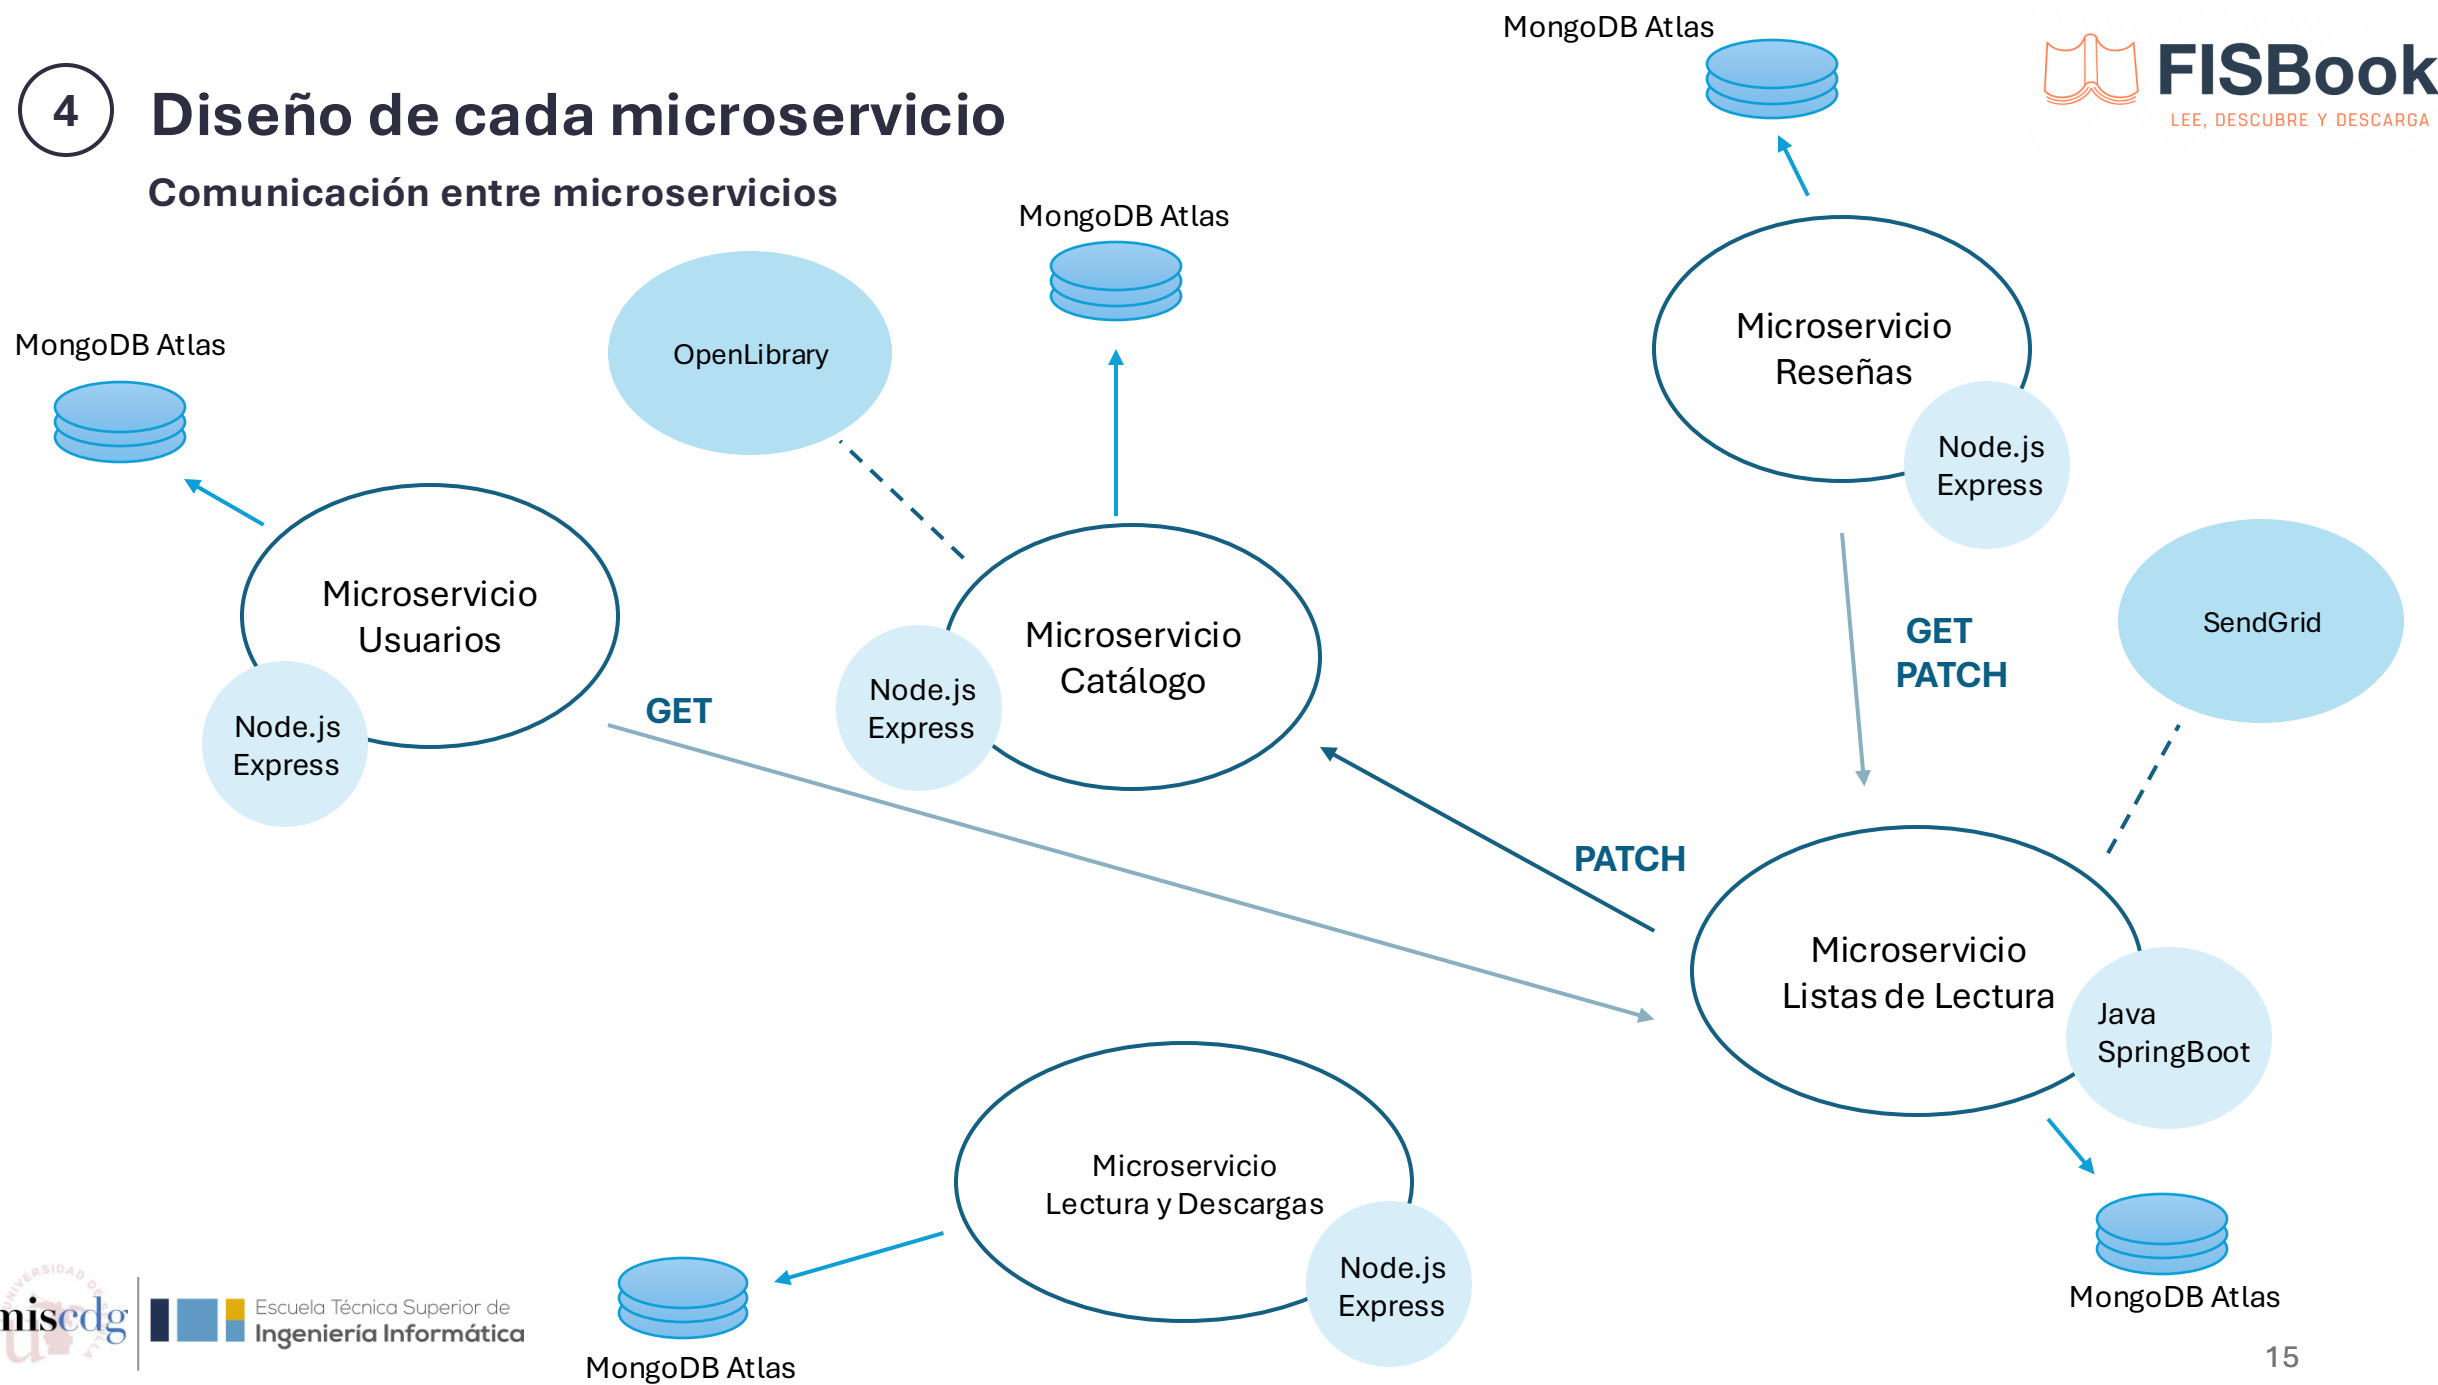 4
Diseño de cada microservicio
Comunicación entre microservicios
FISBook
LEE, DESCUBRE Y DESCARGA
MongoDB Atlas
MongoDB Atlas
MongoDB Atlas
OpenLibrary
Microservicio
Reseñas
Node.js
Express
Microservicio
Usuarios
Node.js
Express
GET
Microservicio
Catálogo
Node.js
Express
GET
PATCH
SendGrid
PATCH
Microservicio
Listas de Lectura
Java
SpringBoot
MongoDB Atlas
Microservicio
Lectura y Descargas
Node.js
Express
MongoDB Atlas
Escuela Técnica Superior de
Ingeniería Informática
15